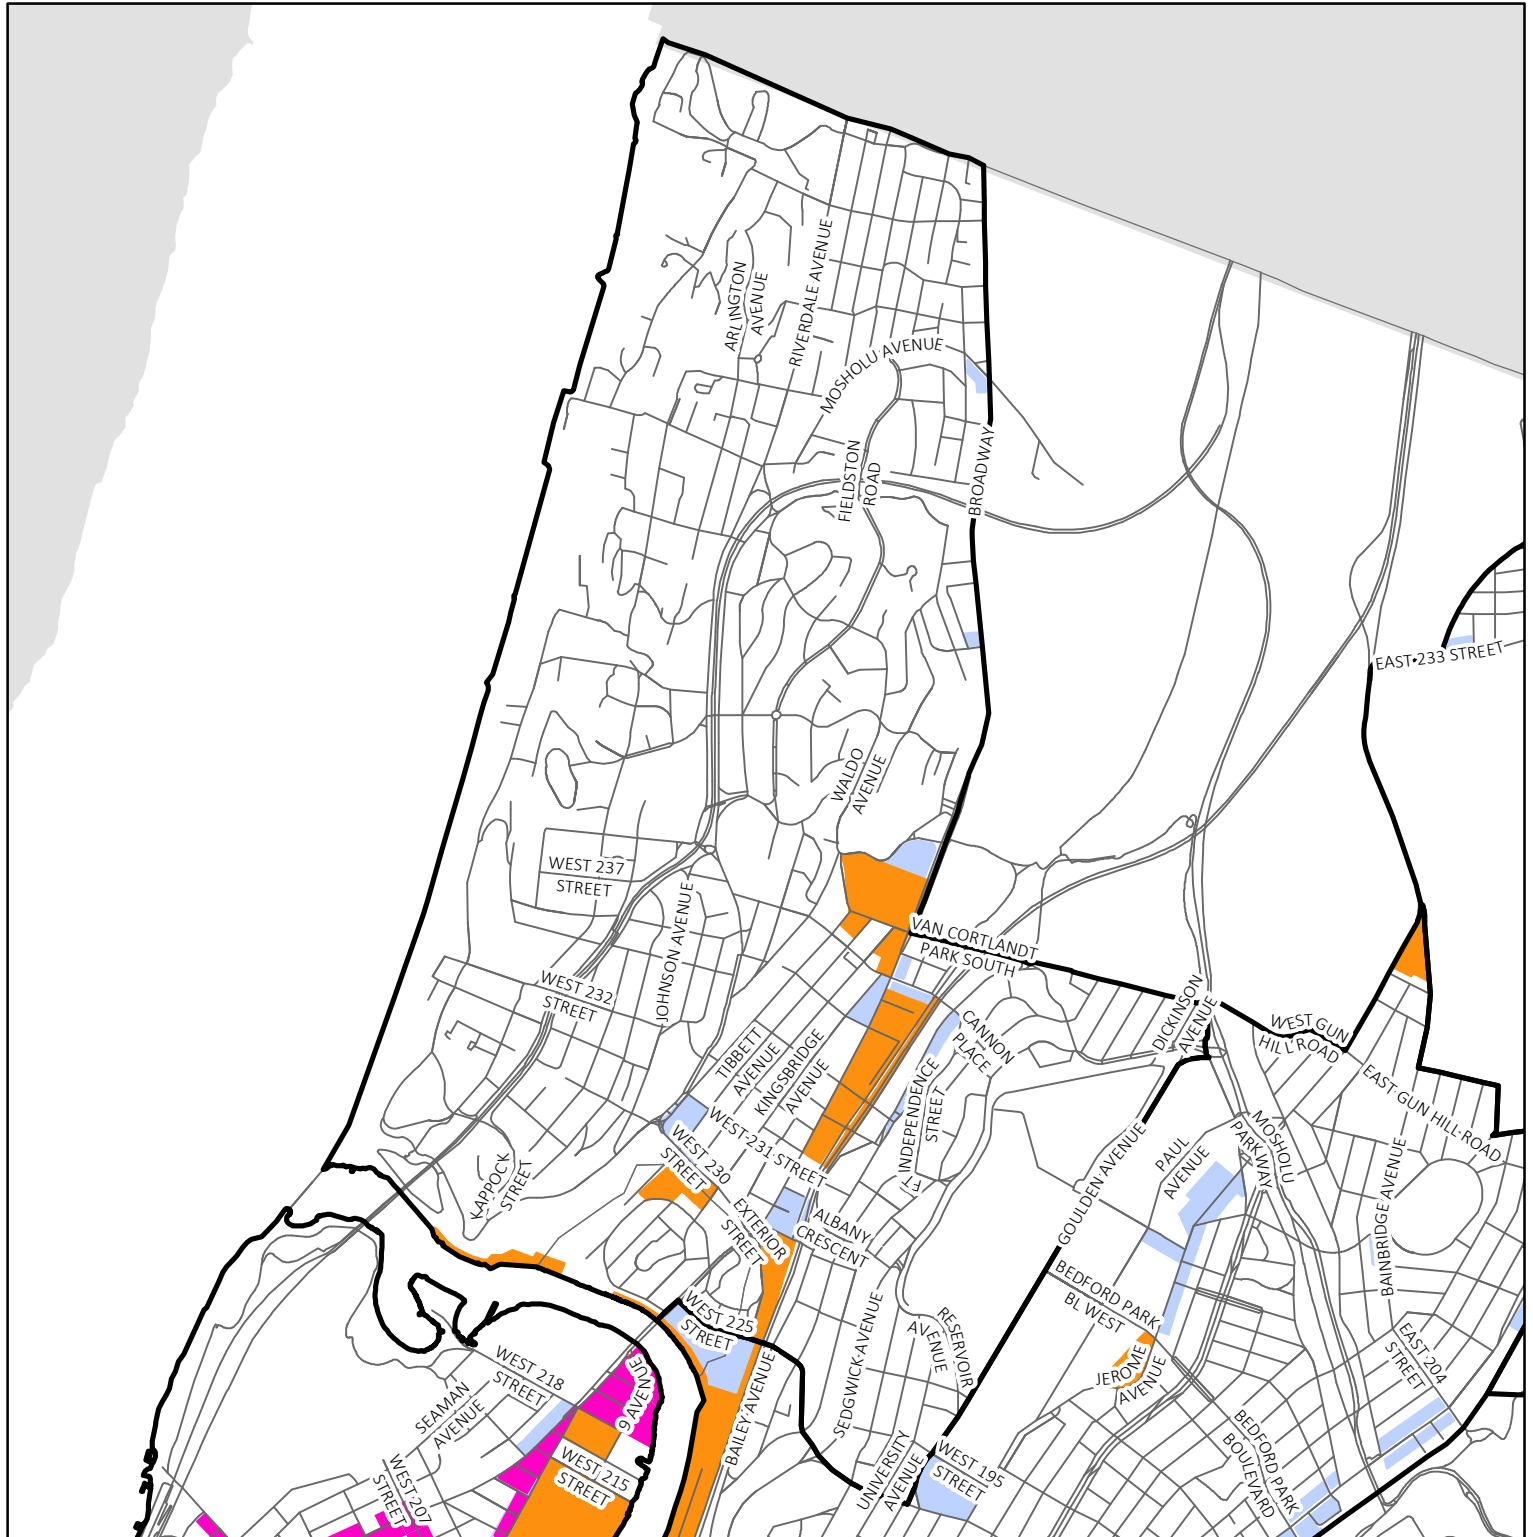 ARLINGTON
AVENUE
RIVERDALE AVENUE
MOSHOLU AVENUE
FIELDSTON
ROAD
BROADWAY
EAST 233 STREET
WALDO
AVENUE
WEST 237
STREET
JOHNSON AVENUE
VAN CORTLANDT
PARK SOUTH
WEST 232
STREET
DICKINSON
AVENUE
WEST GUN
HILL ROAD
CANNON
PLACE
TIBBETT
AVENUE
KINGSBRIDGE
AVENUE
FT INDEPENDENCE
STREET
EAST GUN HILL ROAD
WEST 231 STREET
WEST 230
STREET
MOSHOLU
PARKWAY
PAUL
AVENUE
GOULDEN AVENUE
BAINBRIDGE AVENUE
KAPPOCK
STREET
EXTERIOR
STREET
ALBANY
CRESCENT
BEDFORD PARK
BL WEST
WEST 225
STREET
SEDGWICK AVENUE
RESERVOIR
AVENUE
JEROME
AVENUE
EAST 204
STREET
WEST 218
STREET
9 AVENUE
SEAMAN
AVENUE
BAILEY AVENUE
WEST 215
STREET
WEST 207
STREET
UNIVERSITY
AVENUE
WEST 195
STREET
BEDFORD PARK
BOULEVARD